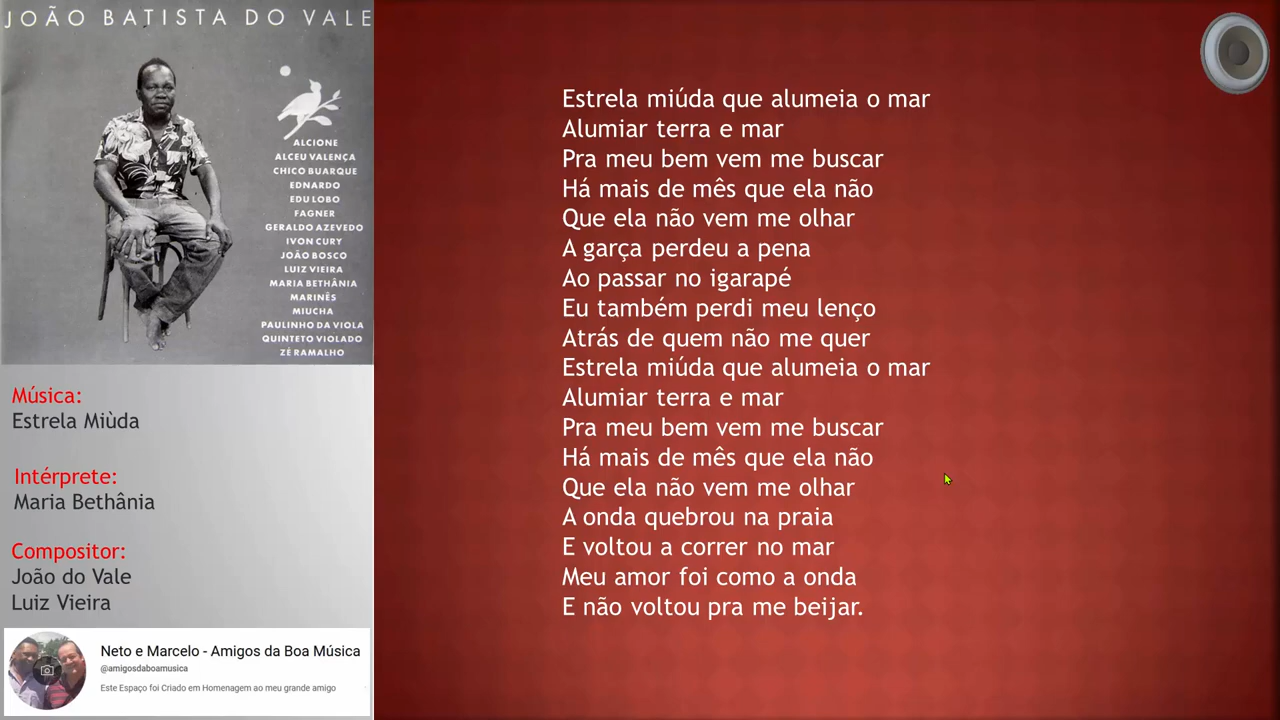 JOÃO BATISTA DO VALE
ALCIONE
ALCEU VALENÇA
CHICO BUARQUE
EDNARDO
EDU LOBO
FAGNER
GERALDO AZEVEDO
IVON CURY
JOÃO BOSCO
LUIZ VIEIRA
MARIA BETHÂNIA
MARINÊS
MIUCHA
PAULINHO DA VIOLA
QUINTETO VIOLADO
ZÉ RAMALHO
Música:
Estrela Miùda
Intérprete:
Maria Bethânia
Compositor:
João do Vale
Luiz Vieira
Neto e Marcelo - Amigos da Boa Música
@amigosdaboamusica
Este Espaço foi Criado em Homenagem ao meu grande amigo
Estrela miúda que alumeia o mar
Alumiar terra e mar
Pra meu bem vem me buscar
Há mais de mês que ela não
Que ela não vem me olhar
A garça perdeu a pena
Ao passar no igarapé
Eu também perdi meu lenço
Atrás de quem não me quer
Estrela miúda que alumeia o mar
Alumiar terra e mar
Pra meu bem vem me buscar
Há mais de mês que ela não
Que ela não vem me olhar
A onda quebrou na praia
E voltou a correr no mar
Meu amor foi como a onda
E não voltou pra me beijar.